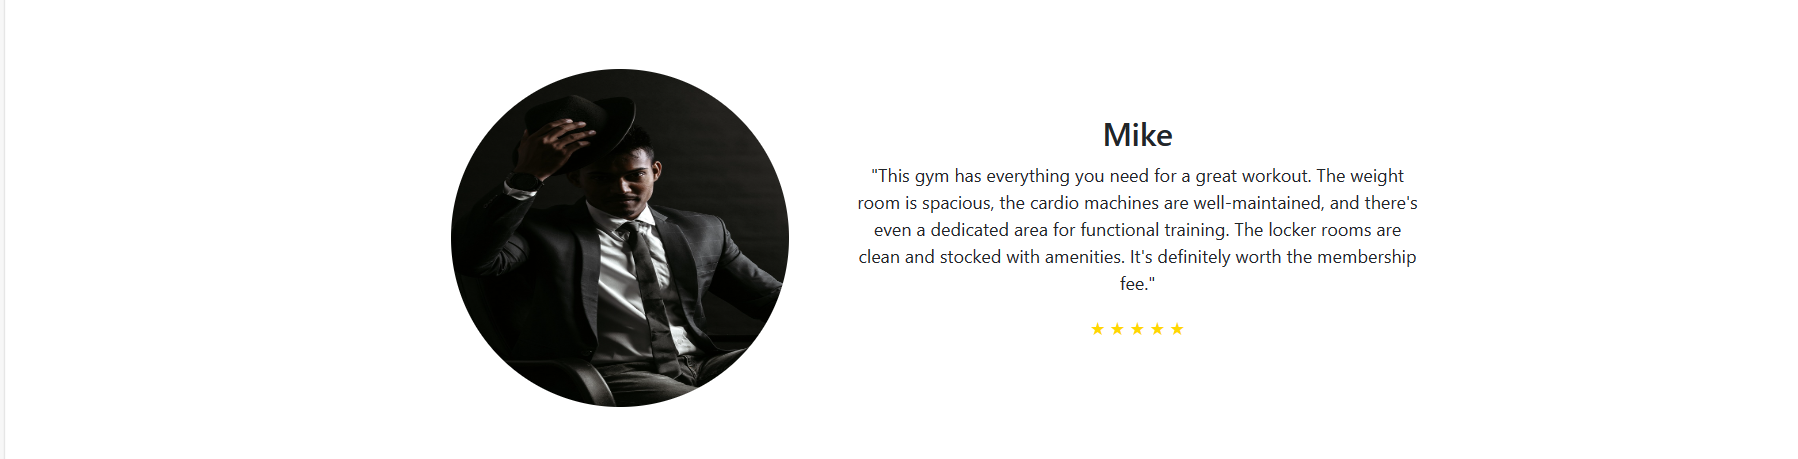 Mike
"This gym has everything you need for a great workout. The weight
room is spacious, the cardio machines are well-maintained, and there's
even a dedicated area for functional training. The locker rooms are
clean and stocked with amenities. It's definitely worth the membership
fee."
★ ★ ★ ★ ★